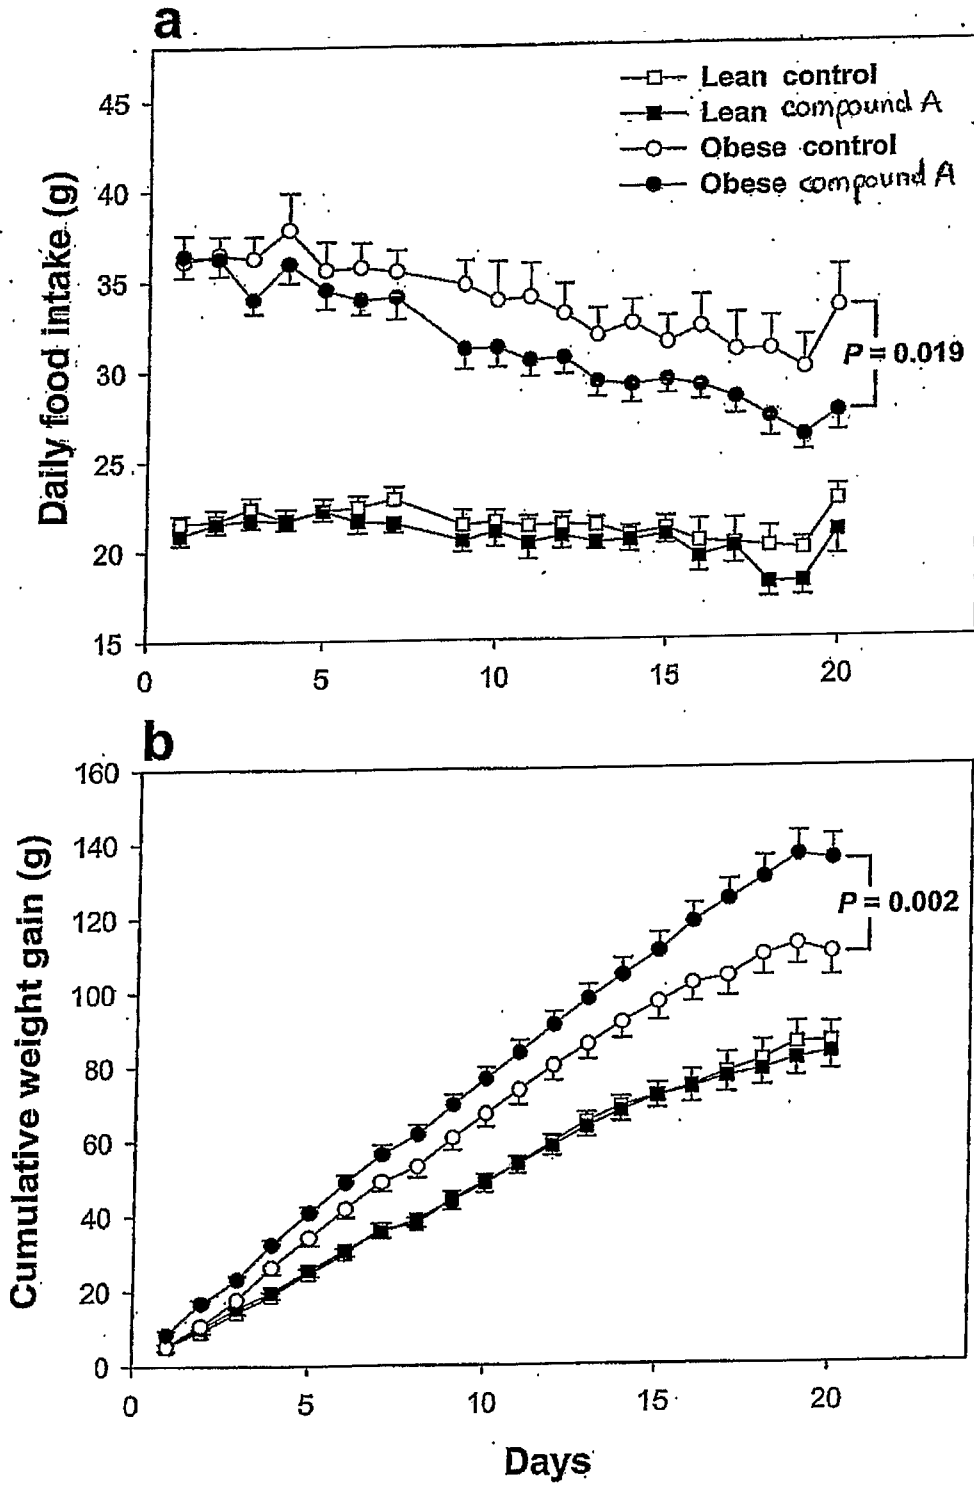 a
Lean control
Lean compound A
Obese control
Obese compound A
45
40
35
30
25
20
15
Daily food intake (g)
P = 0.019
0
5
10
15
20
b
160
140
120
100
80
60
40
20
0
Cumulative weight gain (g)
P = 0.002
0
5
10
15
20
Days